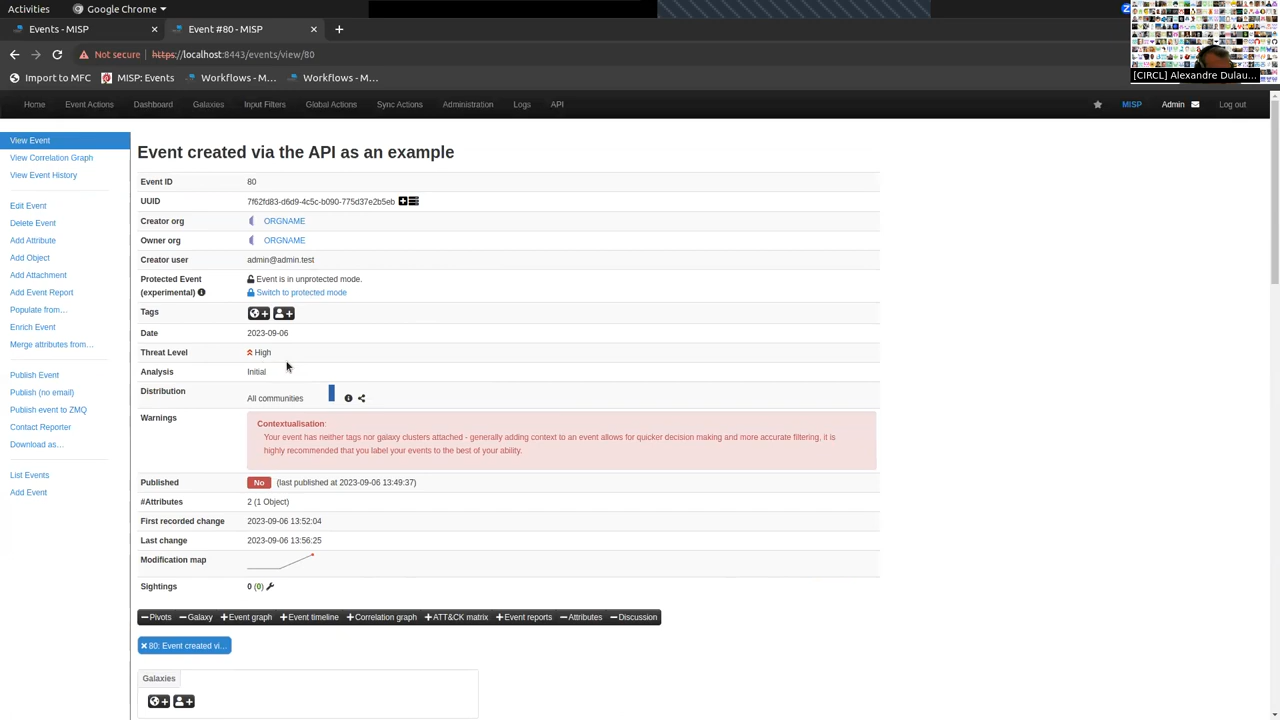 Activities Google Chrome
Events - MISP Event #80 - MISP
Not secure https://localhost:8443/events/view/80
Import to MFC MISP: Events Workflows - M... Workflows - M...
[CIRCL] Alexandre Dulau...
Home Event Actions Dashboard Galaxies Input Filters Global Actions Sync Actions Administration Logs API MISP Admin Log out
View Event
View Correlation Graph
View Event History
Edit Event
Delete Event
Add Attribute
Add Object
Add Attachment
Add Event Report
Populate from...
Enrich Event
Merge attributes from...
Publish Event
Publish (no email)
Publish event to ZMQ
Contact Reporter
Download as...
List Events
Add Event
Event created via the API as an example
Event ID 80
UUID 7f62fd83-d6d9-4c5c-b090-775d37e2b5eb
Creator org ORGNAME
Owner org ORGNAME
Creator user admin@admin.test
Protected Event Event is in unprotected mode.
(experimental) Switch to protected mode
Tags
Date 2023-09-06
Threat Level High
Analysis Initial
Distribution
All communities
Warnings
Contextualisation:
Your event has neither tags nor galaxy clusters attached - generally adding context to an event allows for quicker decision making and more accurate filtering, it is
highly recommended that you label your events to the best of your ability.
Published No (last published at 2023-09-06 13:49:37)
#Attributes 2 (1 Object)
First recorded change 2023-09-06 13:52:04
Last change 2023-09-06 13:56:25
Modification map
Sightings 0 (0)
Pivots Galaxy Event graph Event timeline Correlation graph ATT&CK matrix Event reports Attributes Discussion
80: Event created vi...
Galaxies